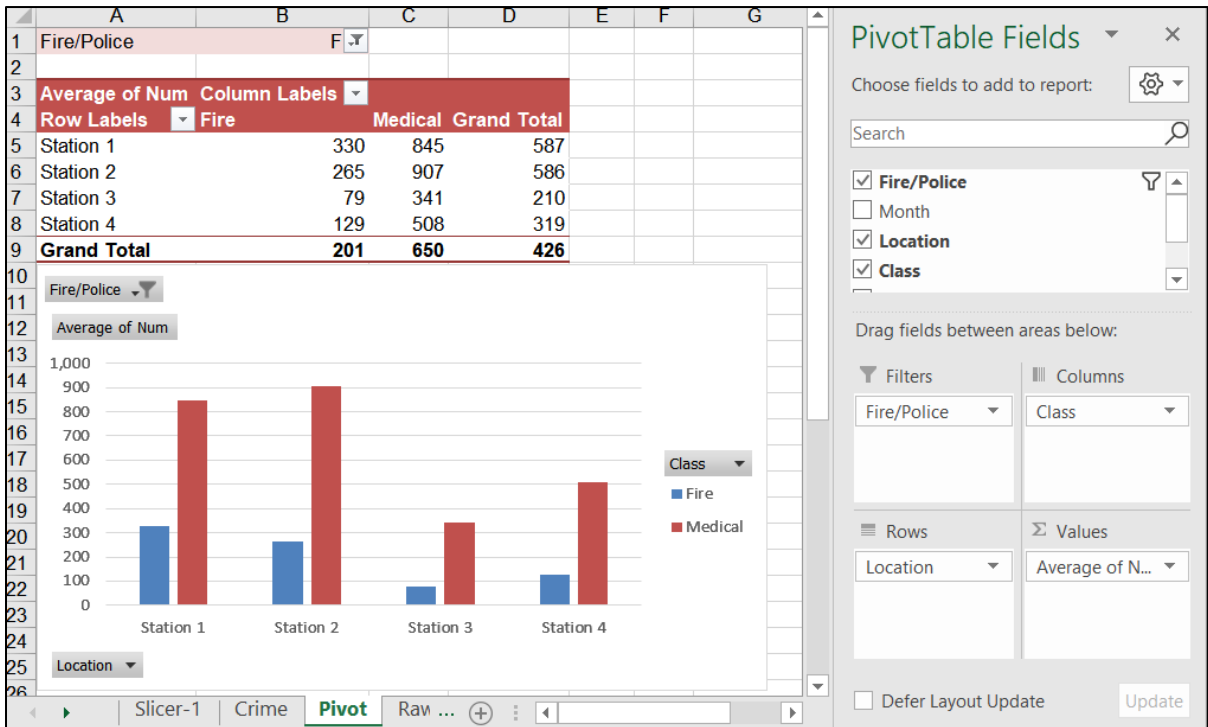 A B C D E F G
1 Fire/Police F
2
3 Average of Num Column Labels
4 Row Labels Fire Medical Grand Total
5 Station 1 330 845 587
6 Station 2 265 907 586
7 Station 3 79 341 210
8 Station 4 129 508 319
9 Grand Total 201 650 426
10
11
12
13
14
15
16
17
18
19
20
21
22
23
24
25
26
Fire/Police
Average of Num
1,000
900
800
700
600
500
400
300
200
100
0
Station 1 Station 2 Station 3 Station 4
Class
Fire
Medical
Location
Slicer-1 Crime Pivot Raw ...
PivotTable Fields
Choose fields to add to report:
Search
Fire/Police
Month
Location
Class
Drag fields between areas below:
Filters Columns
Fire/Police Class
Rows Σ Values
Location Average of N...
Defer Layout Update Update